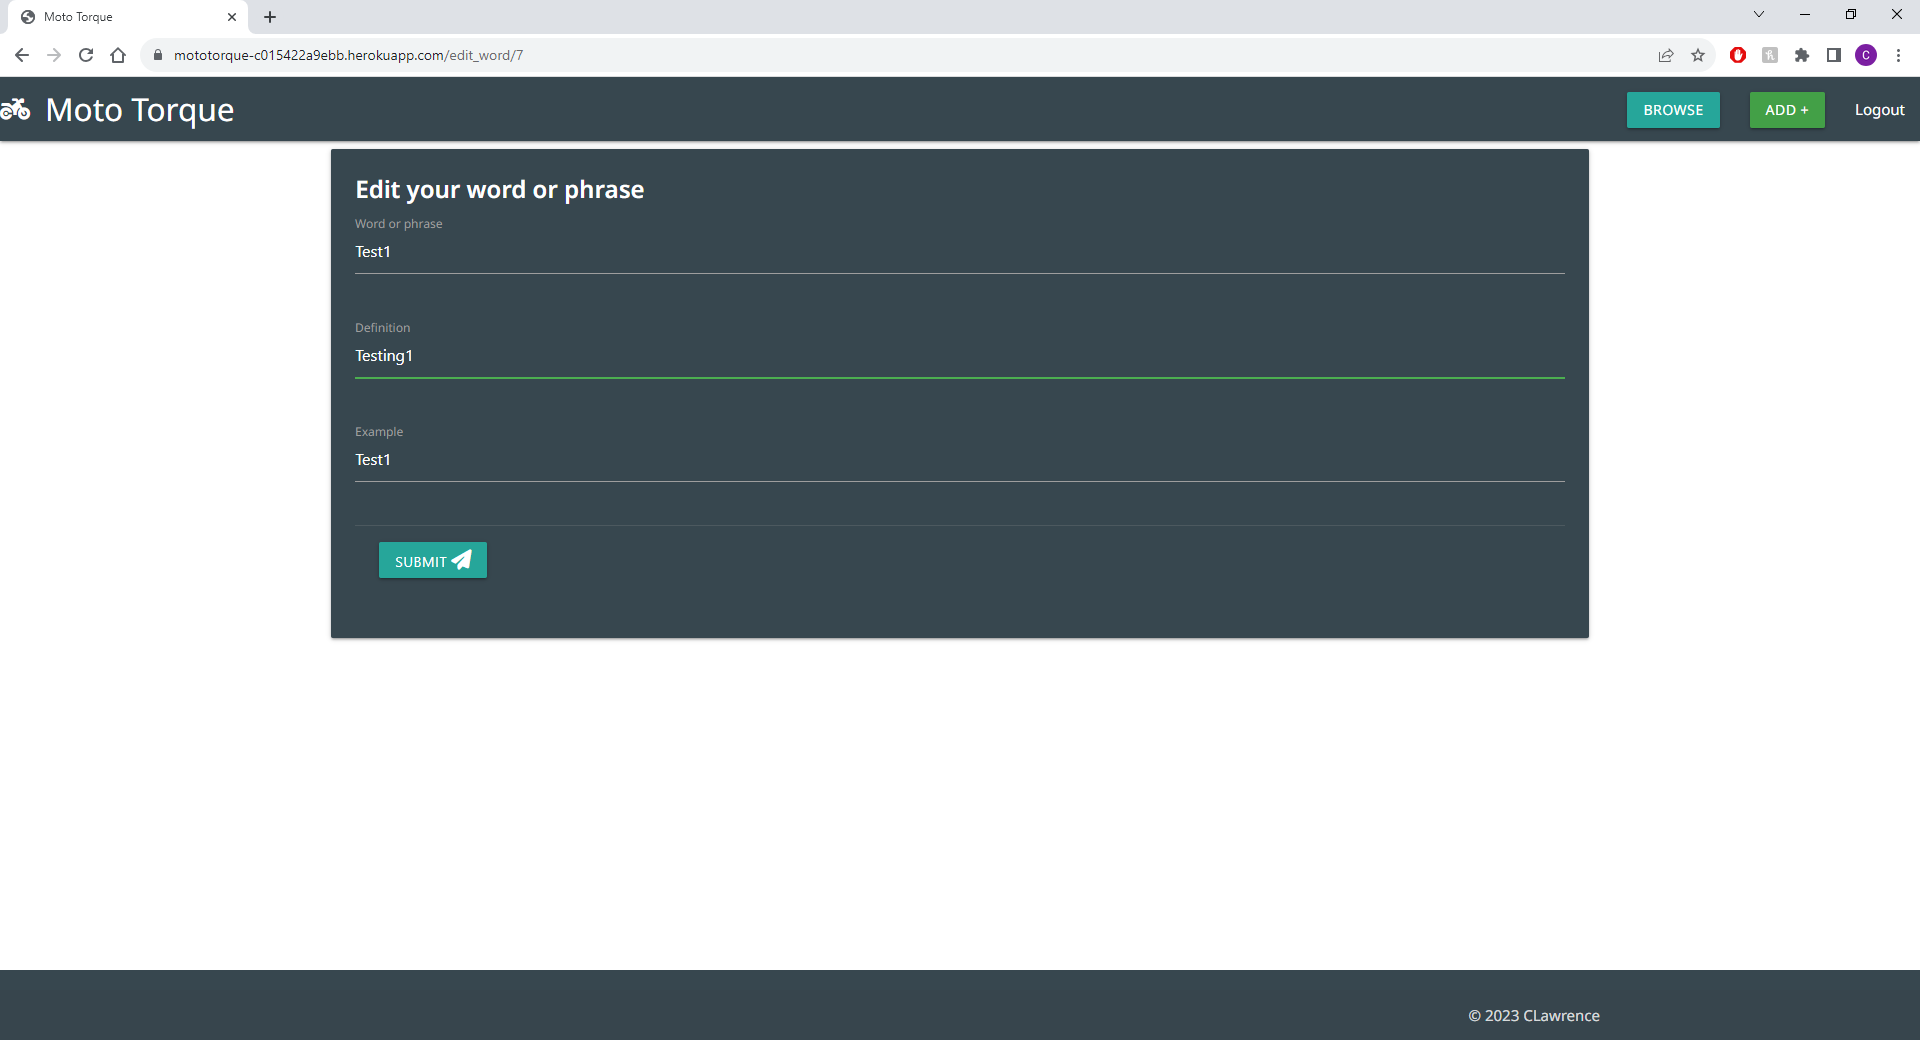 Moto Torque
mototorque-c015422a9ebb.herokuapp.com/edit_word/7
C
Moto Torque
BROWSE
ADD +
Logout
Edit your word or phrase
Word or phrase
Test1
Definition
Testing1
Example
Test1
SUBMIT
© 2023 CLawrence